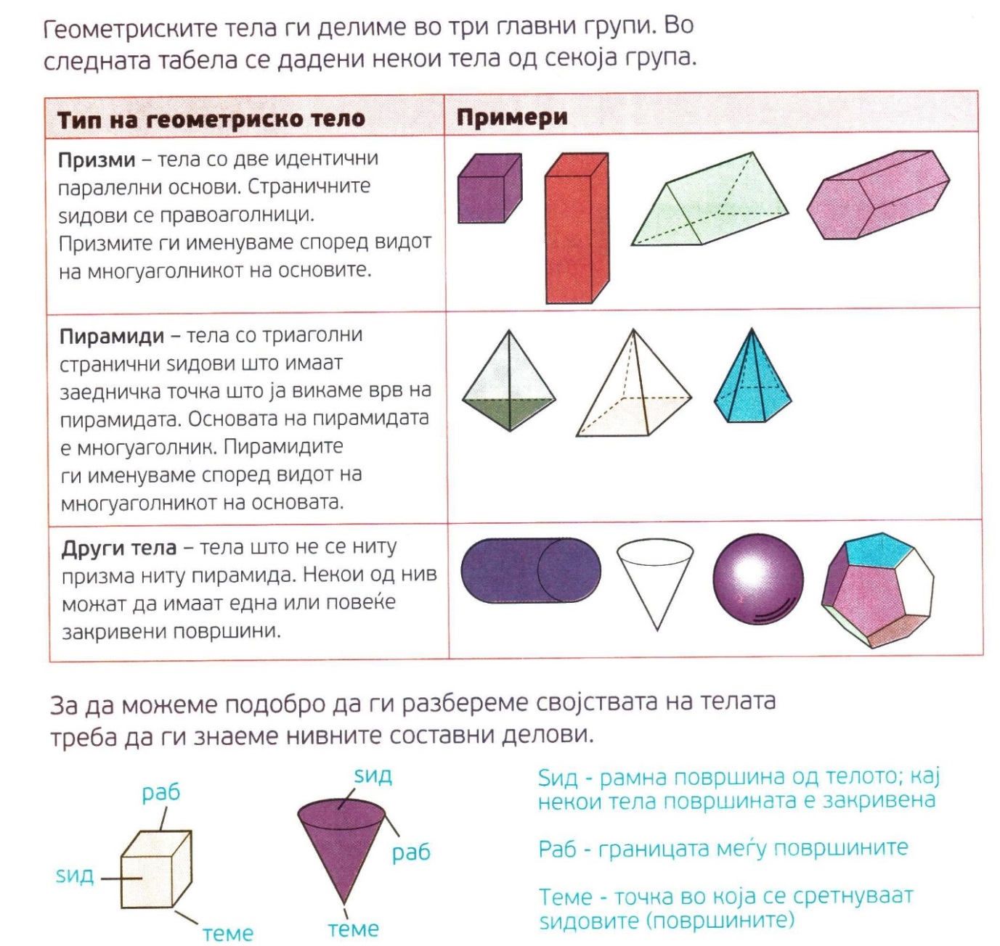 Геометриските тела ги делиме во три главни групи. Во
следната табела се дадени некои тела од секоја група.
Тип на геометриско тело
Примери
Призми – тела со две идентични
паралелни основи. Страничните
ѕидови се правоаголници.
Призмите ги именуваме според видот
на многуаголникот на основите.
Пирамиди – тела со триаголни
странични ѕидови што имаат
заедничка точка што ја викаме врв на
пирамидата. Основата на пирамидата
е многуаголник. Пирамидите
ги именуваме според видот на
многуаголникот на основата.
Други тела – тела што не се ниту
призма ниту пирамида. Некои од нив
можат да имаат една или повеќе
закривени површини.
За да можеме подобро да ги разбереме својствата на телата
треба да ги знаеме нивните составни делови.
раб
ѕид
теме
ѕид
раб
теме
Ѕид - рамна површина од телото; кај
некои тела површината е закривена
Раб - границата меѓу површините
Теме - точка во која се сретнуваат
ѕидовите (површините)